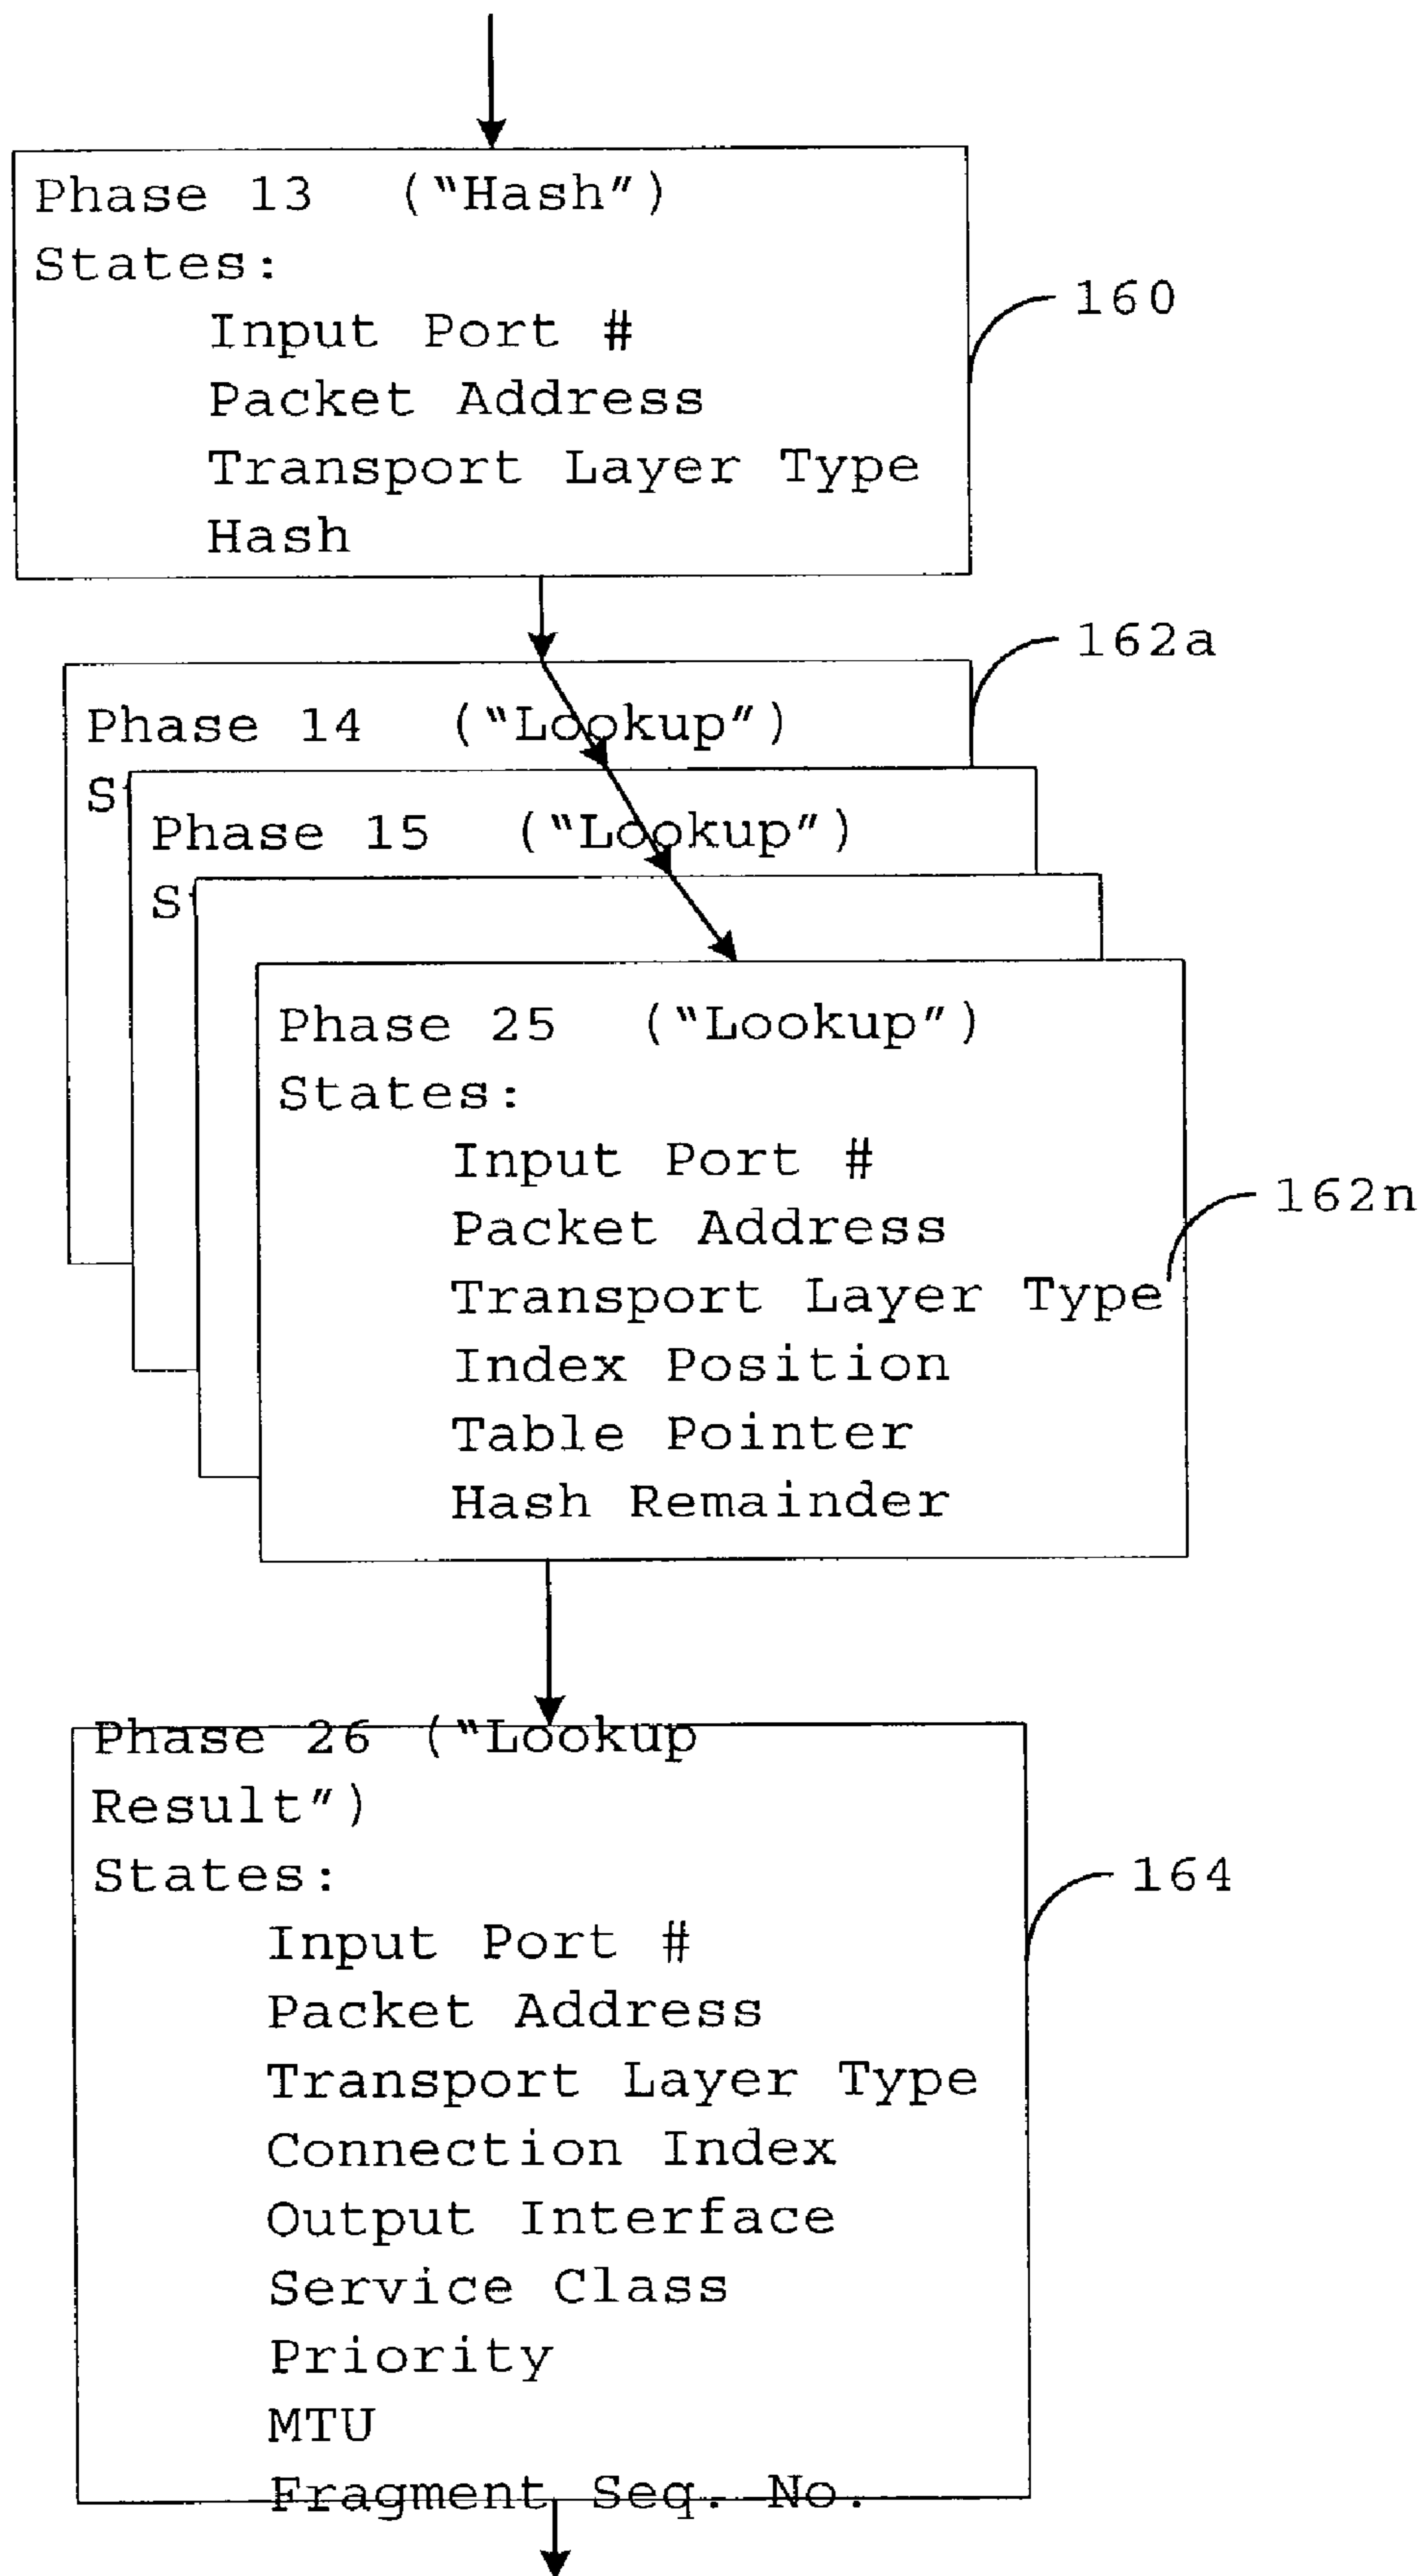 Phase 13 ("Hash")
States:
Input Port #
Packet Address
Transport Layer Type
Hash
160
162a
Phase 14 ("Lookup")
Phase 15 ("Lookup")
Phase 25 ("Lookup")
States:
Input Port #
Packet Address
Transport Layer Type
Index Position
Table Pointer
Hash Remainder
162n
Phase 26 ("Lookup
Result")
States:
Input Port #
Packet Address
Transport Layer Type
Connection Index
Output Interface
Service Class
Priority
MTU
Fragment Seq. No.
164